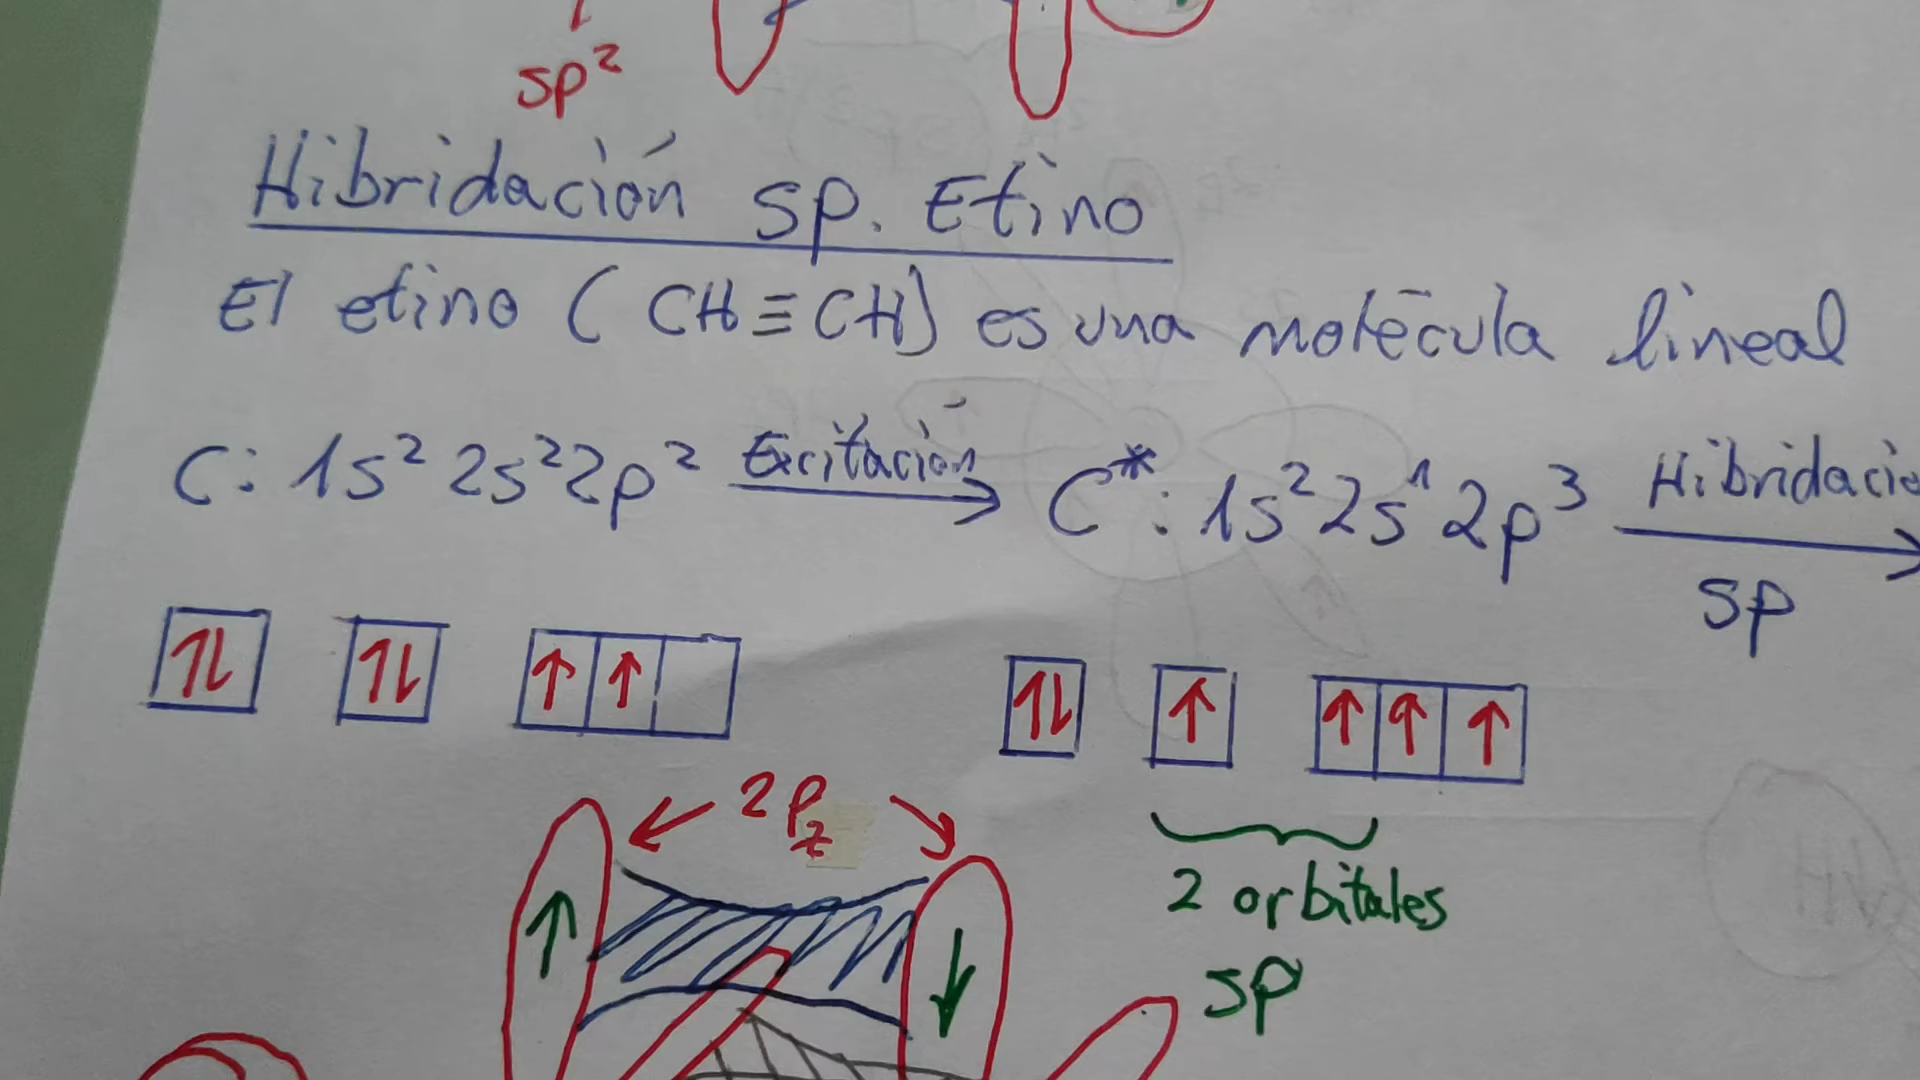 sp²
Hibridación sp. Etino
El etino (CH≡CH) es una molécula lineal
C: 1s² 2s² 2p² Excitación → C*: 1s² 2s¹ 2p³ Hibridació
sp
↑↓ ↑↓ ↑ ↑ ↑↓ ↑ ↑ ↑ ↑
2pz
↑ ↓
2 orbitales
sp